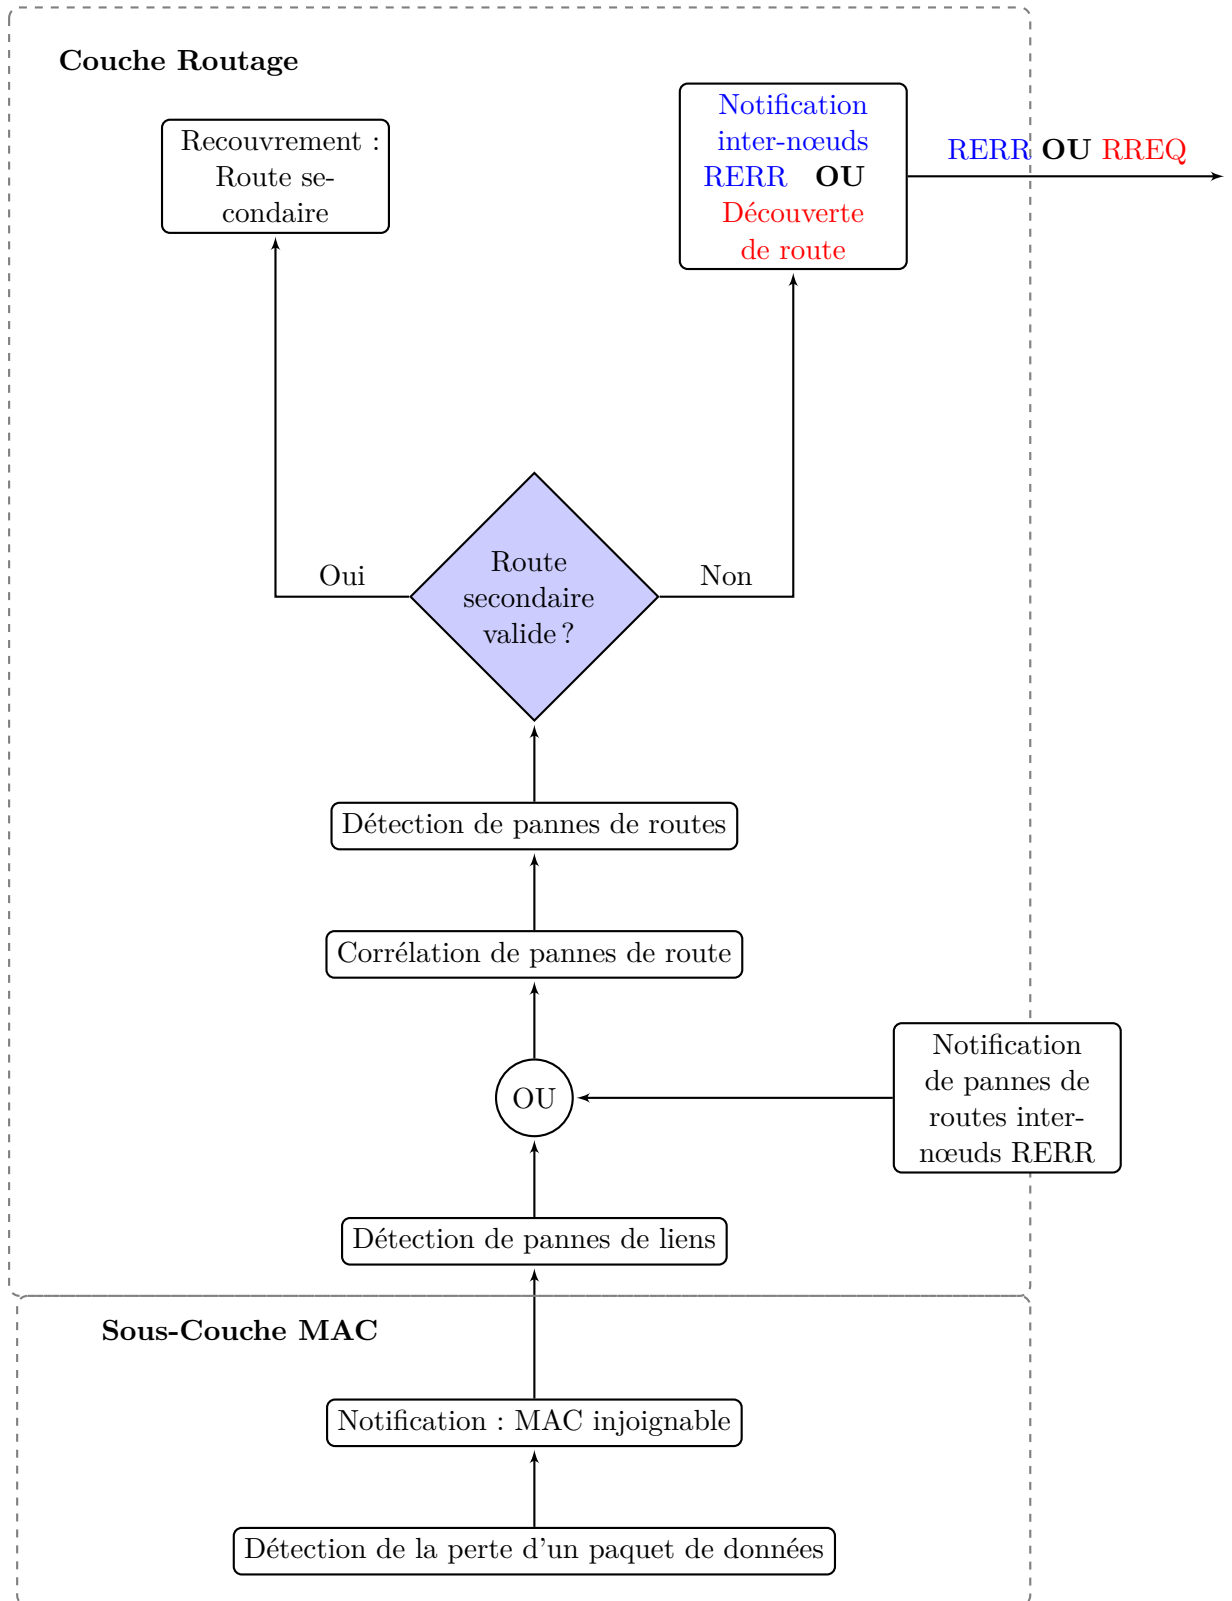 Couche Routage
Recouvrement :
Route se-
condaire
Notification
inter-nœuds
RERR OU
Découverte
de route
RERR OU RREQ
Oui
Route
secondaire
valide ?
Non
Détection de pannes de routes
Corrélation de pannes de route
OU
Notification
de pannes de
routes inter-
nœuds RERR
Détection de pannes de liens
Sous-Couche MAC
Notification : MAC injoignable
Détection de la perte d'un paquet de données